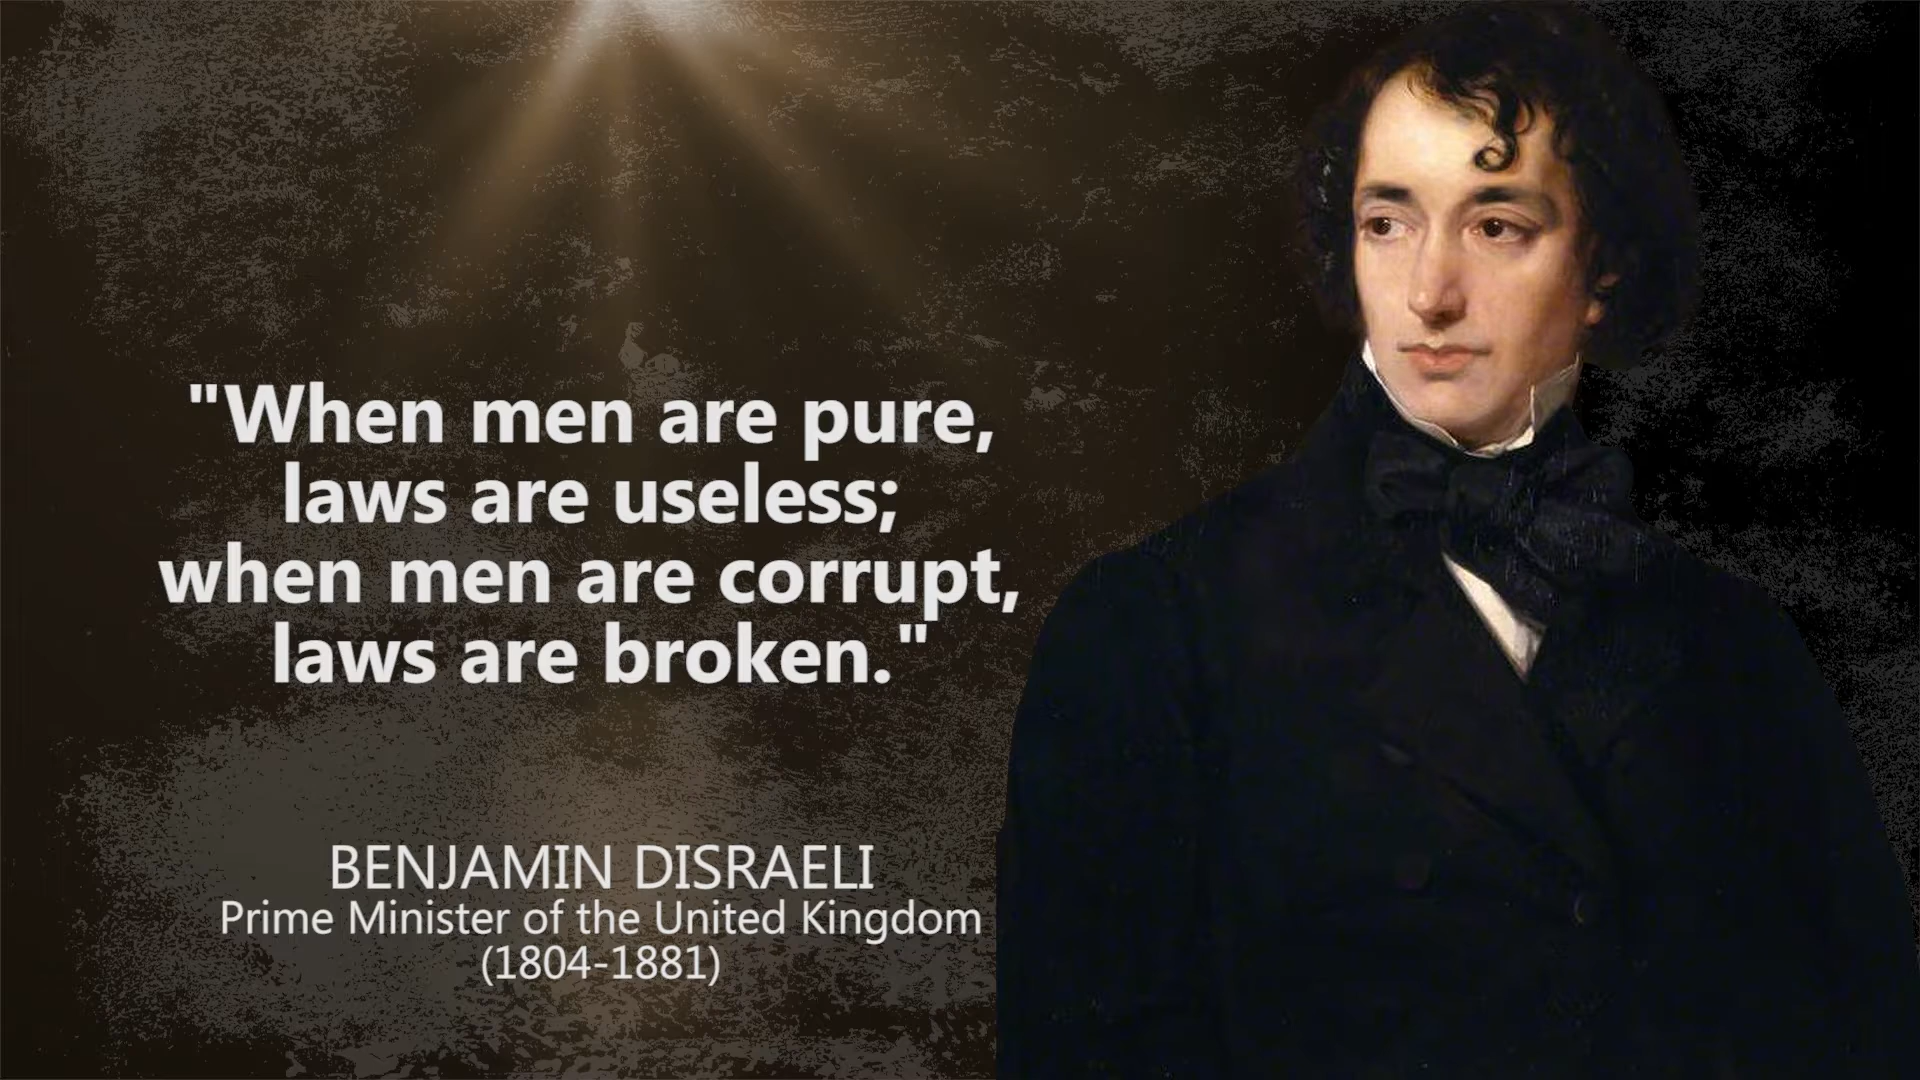 "When men are pure,
laws are useless;
when men are corrupt,
laws are broken."
BENJAMIN DISRAELI
Prime Minister of the United Kingdom
(1804-1881)